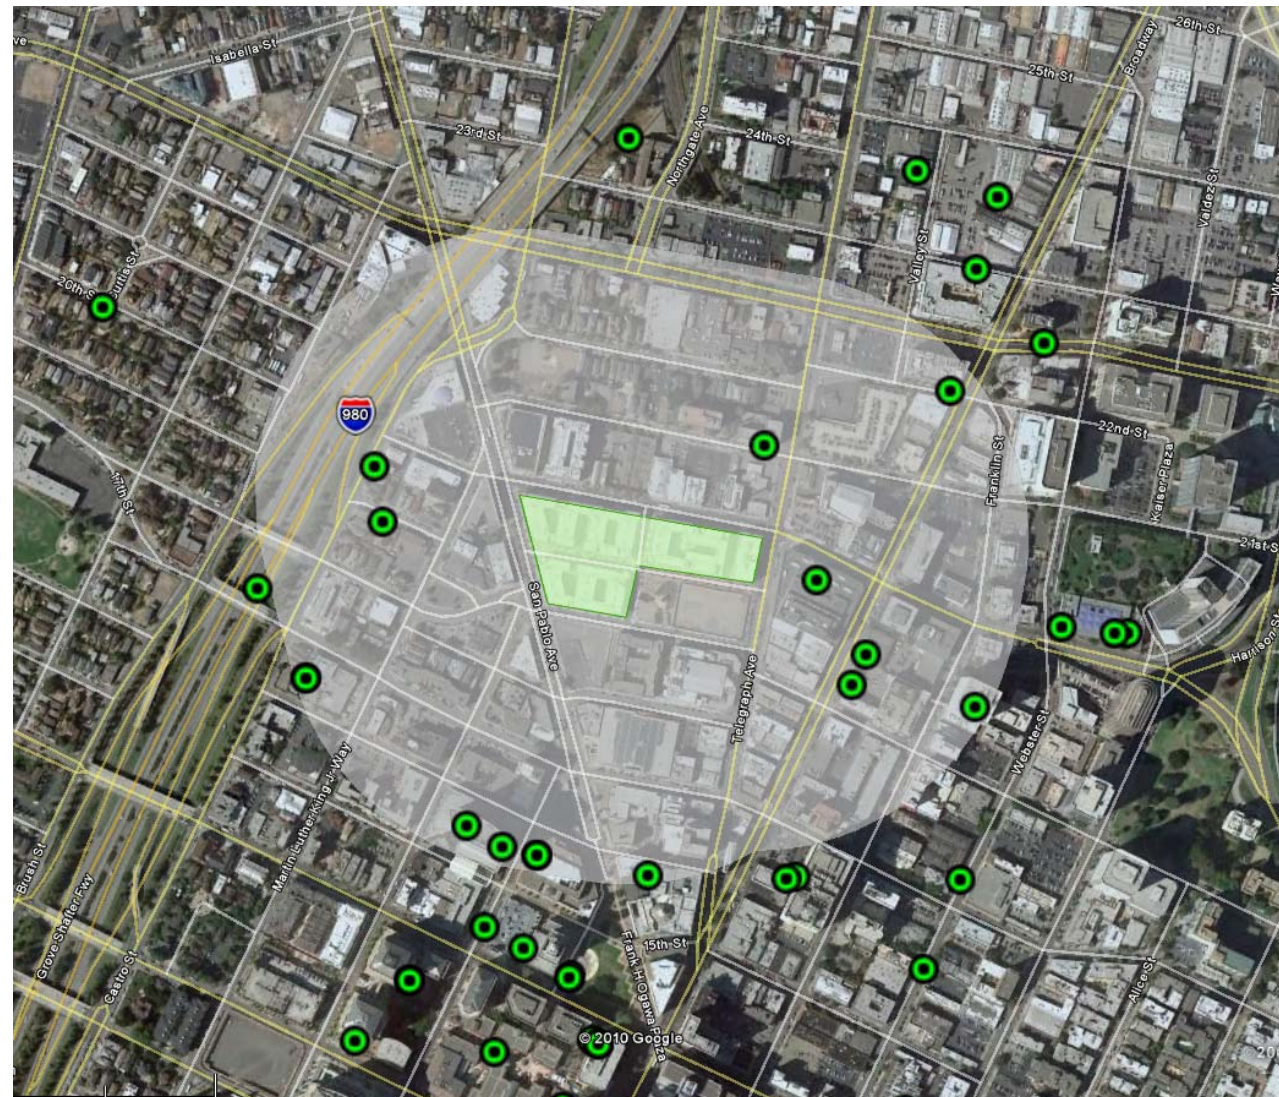 Isabella St
23rd St
Northgate Ave
24th St
25th St
26th St
Broadway
Valdez St
Valley St
20th S
urtis St
980
17th St
22nd St
Franklin St
Kaiser Plaza
21st S
Harrison St
San Pablo Ave
Telegraph Ave
Webster St
Martin Luther King Jr Way
Brush St
Grove Shafter Fwy
Castro St
15th St
Frank H Ogawa Plaza
Alice St
© 2010 Google